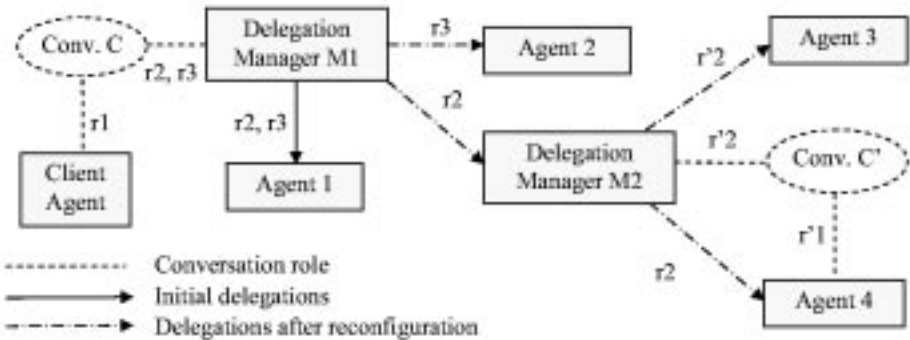 Conv. C
r2, r3
r1
Client
Agent
Delegation
Manager M1
r2, r3
Agent 1
r3
Agent 2
r2
Delegation
Manager M2
r'2
Agent 3
r'2
Conv. C'
r'1
r2
Agent 4
Conversation role
Initial delegations
Delegations after reconfiguration